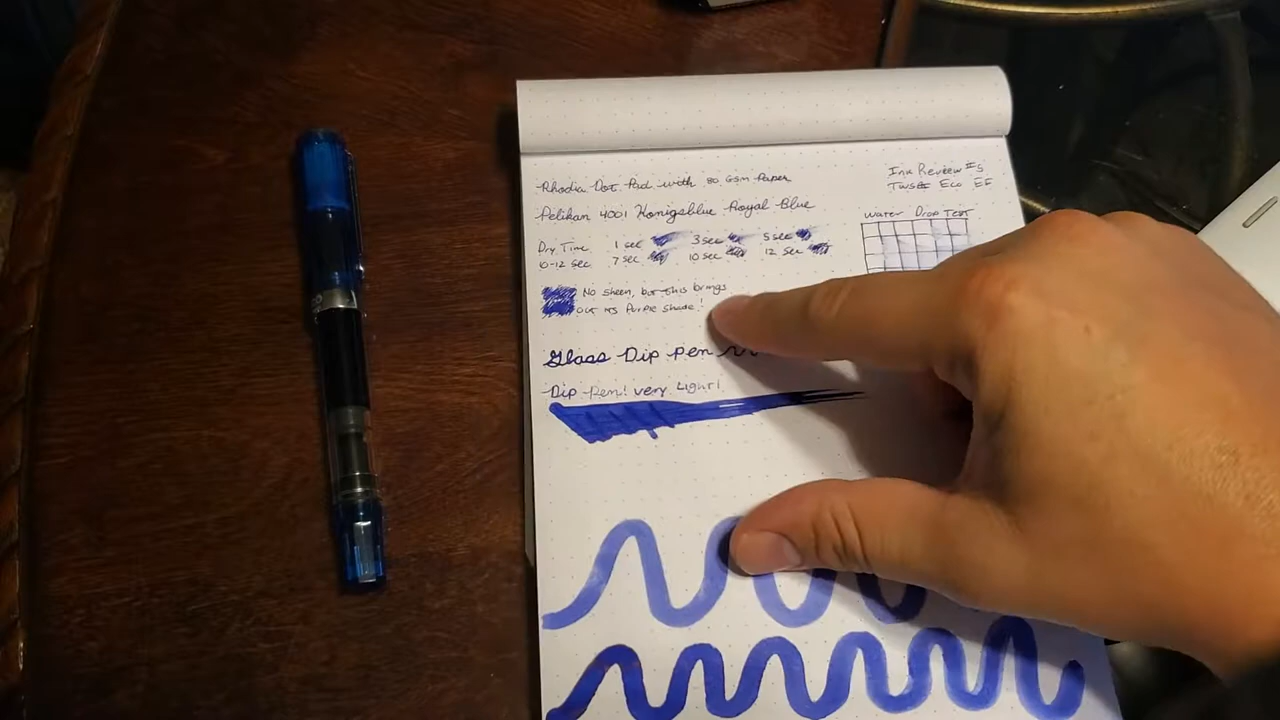 Ink Review #5
TWSBI Eco EF
Rhodia Dot Pad with 80 Gsm Paper
Pelikan 4001 Konigsblue Royal Blue
Water Drop Test
Dry Time 1 sec 3 sec 5 sec
10-12 sec 7 sec 10 sec 12 sec
No sheen, but this brings
out its Purple shade!
Glass Dip Pen
Dip Pen! very Light!